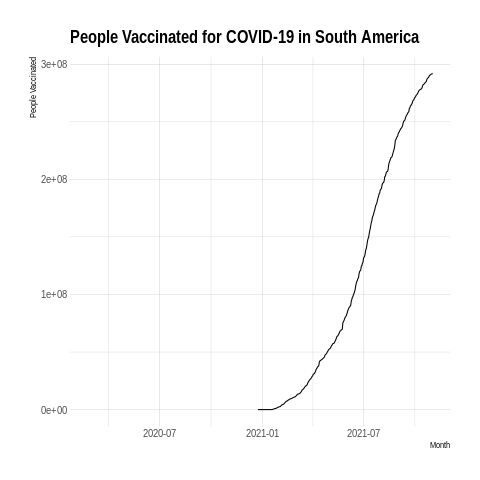 People Vaccinated for COVID-19 in South America
People Vaccinated
3e+08
2e+08
1e+08
0e+00
2020-07
2021-01
2021-07
Month